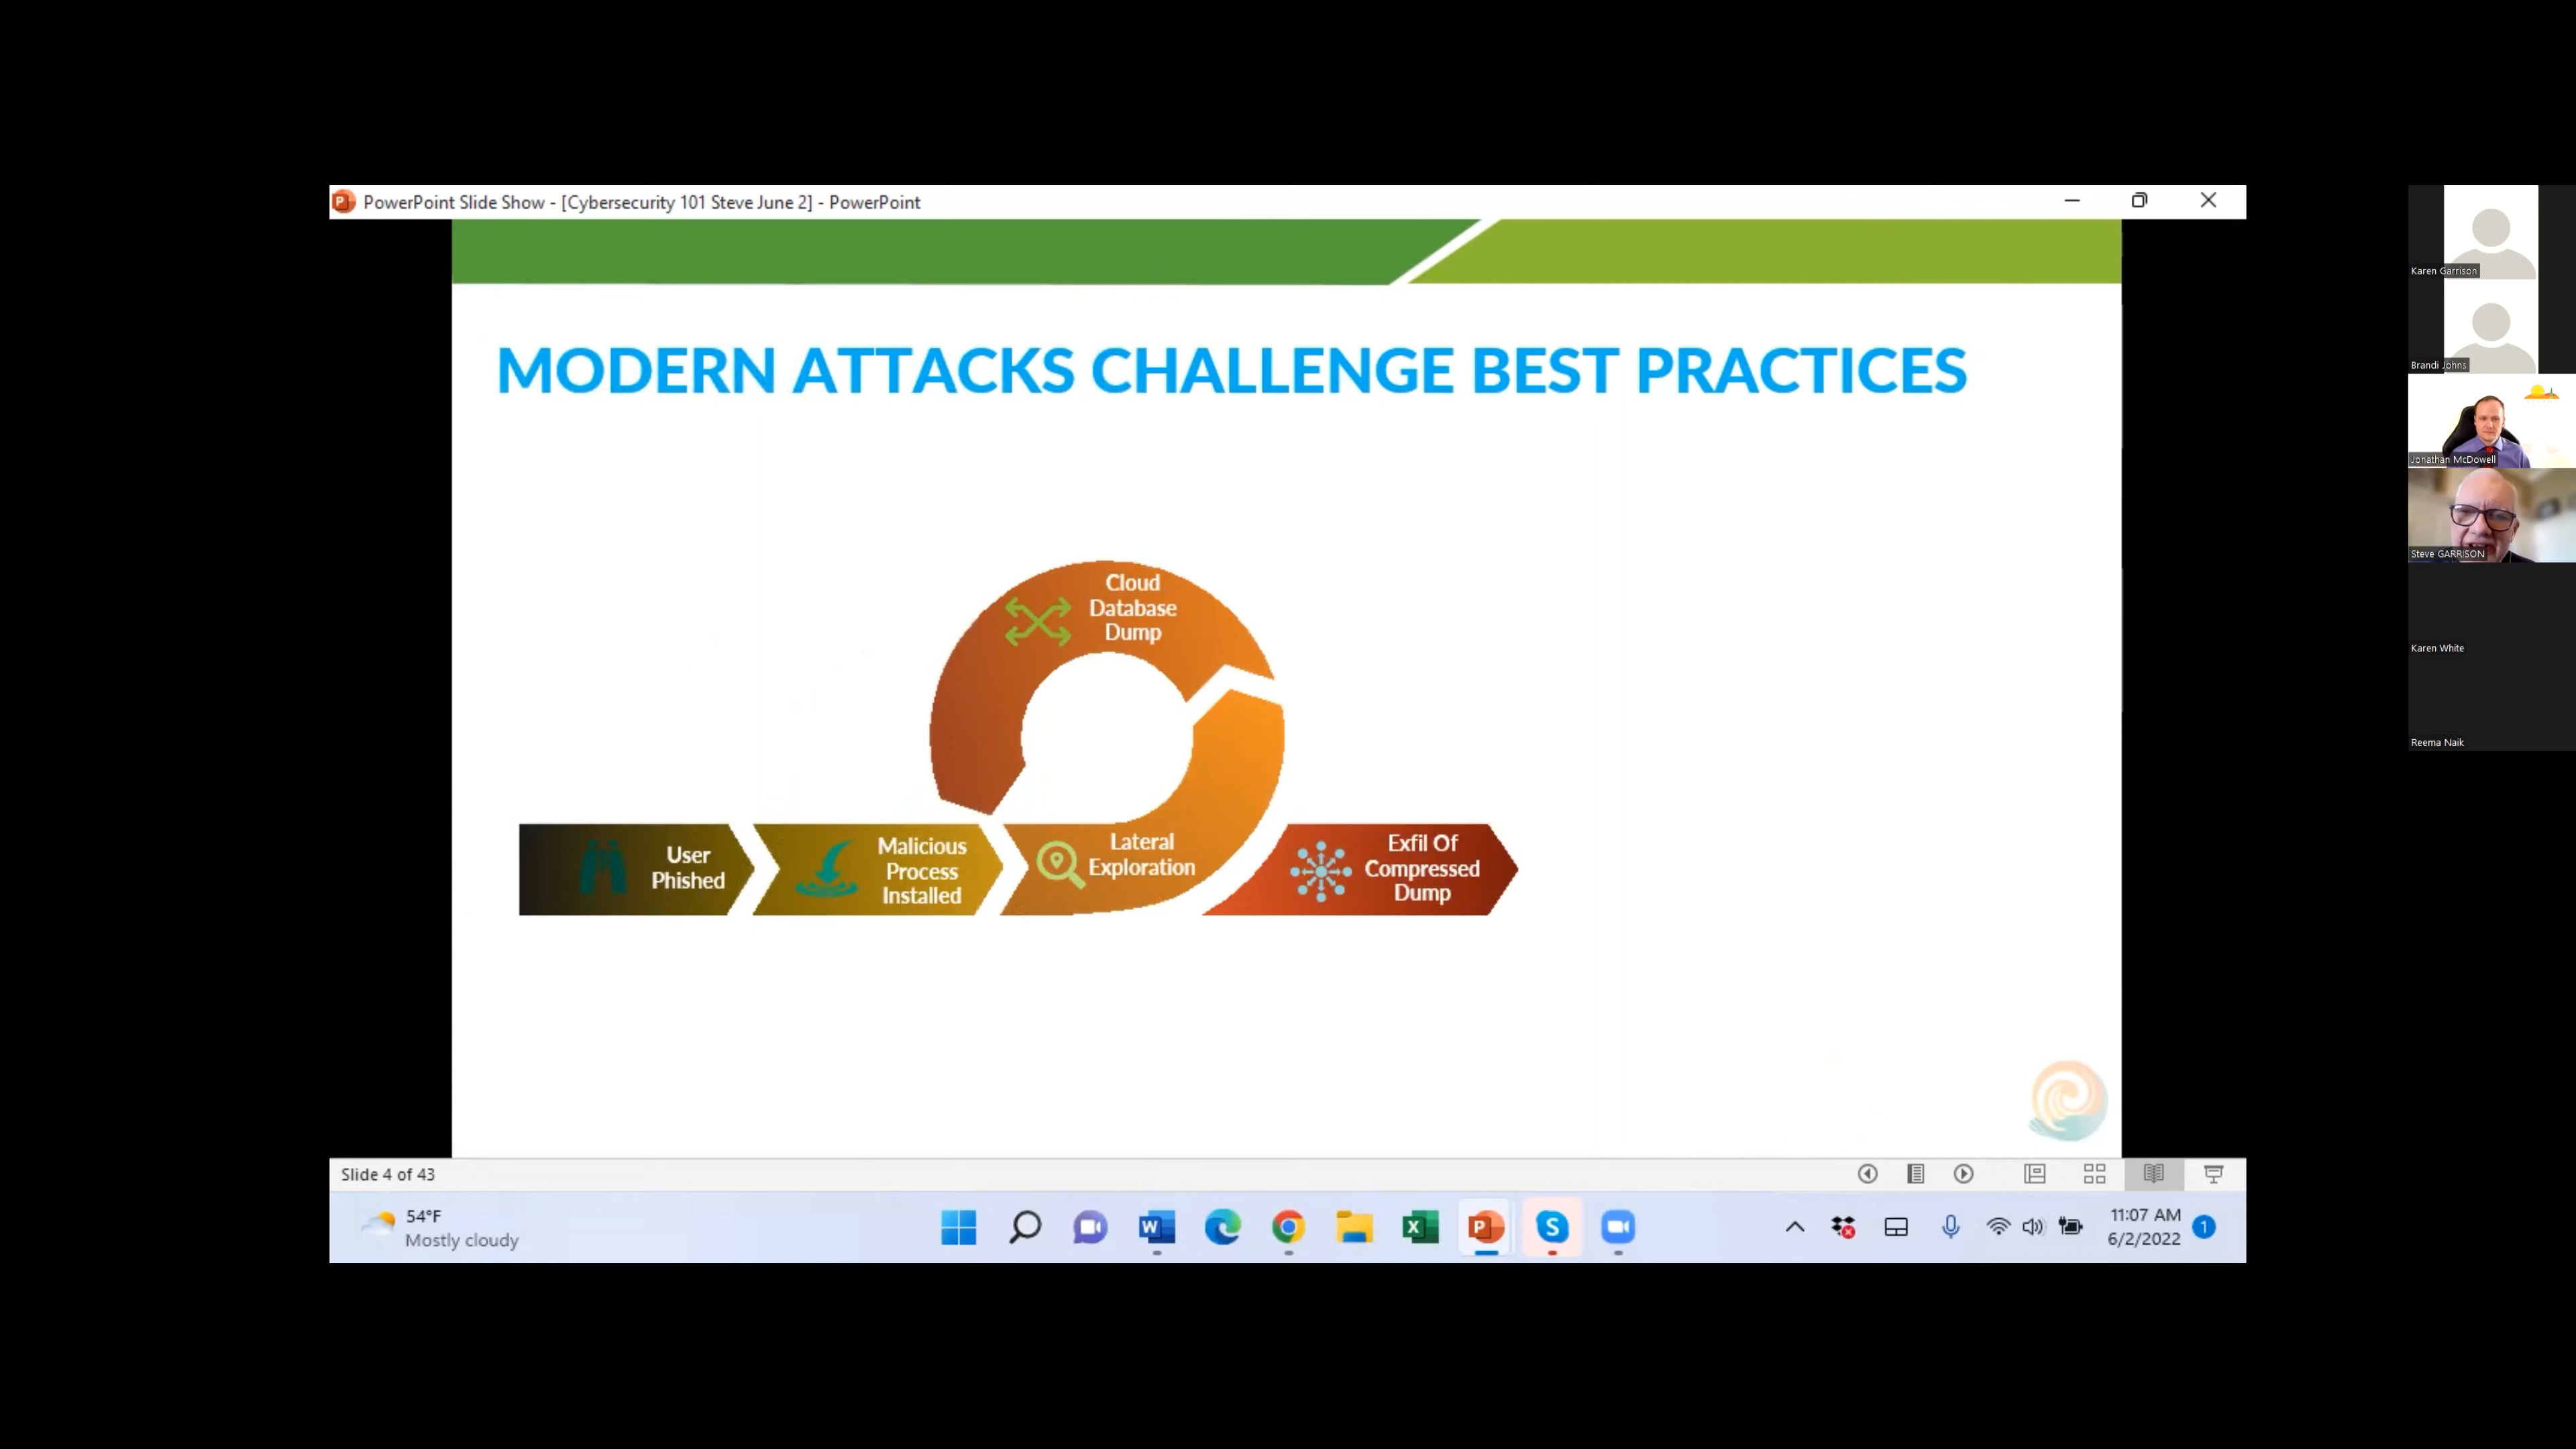 PowerPoint Slide Show - [Cybersecurity 101 Steve June 2] - PowerPoint
MODERN ATTACKS CHALLENGE BEST PRACTICES
Cloud
Database
Dump
User
Phished
Malicious
Process
Installed
Lateral
Exploration
Exfil Of
Compressed
Dump
Slide 4 of 43
54°F
Mostly cloudy
11:07 AM
6/2/2022
1
Karen Garrison
Brandi Johns
Jonathan McDowell
Steve GARRISON
Karen White
Reema Naik